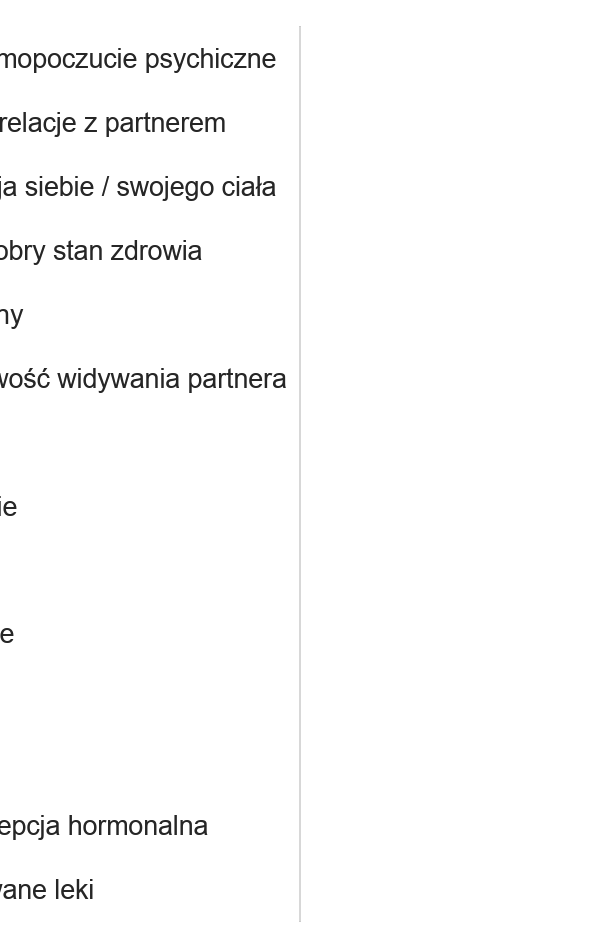 mopoczucie psychiczne
relacje z partnerem
ja siebie / swojego ciała
obry stan zdrowia
ny
wość widywania partnera
ie
e
epcja hormonalna
wane leki